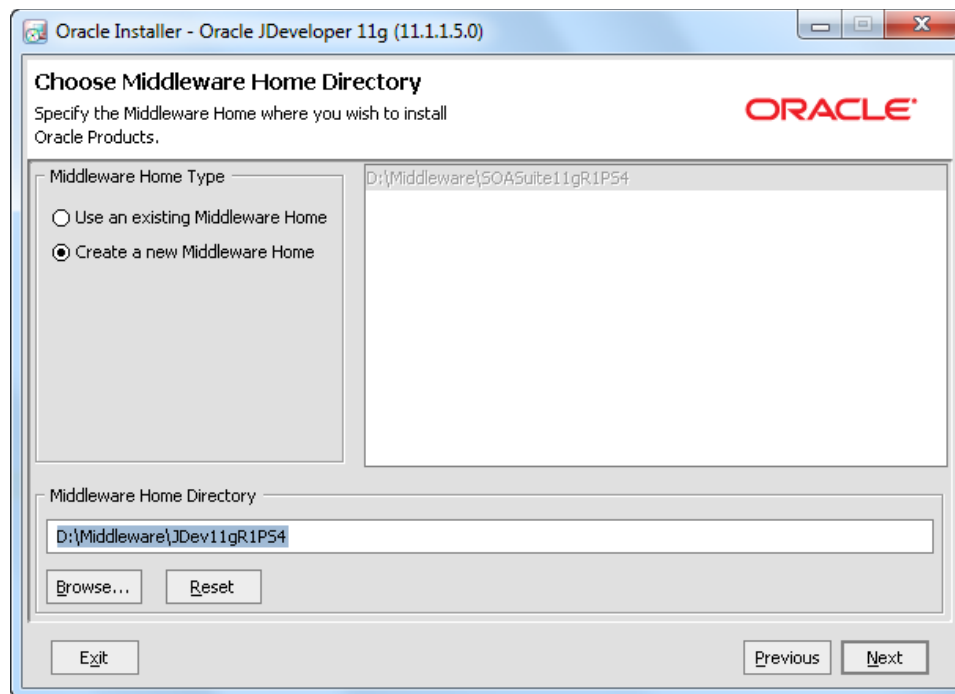 Oracle Installer - Oracle JDeveloper 11g (11.1.1.5.0)
Choose Middleware Home Directory
Specify the Middleware Home where you wish to install
Oracle Products.
ORACLE
Middleware Home Type
Use an existing Middleware Home
Create a new Middleware Home
D:\Middleware\SOASuite11gR1PS4
Middleware Home Directory
D:\Middleware\JDev11gR1PS4
Browse...
Reset
Exit
Previous
Next